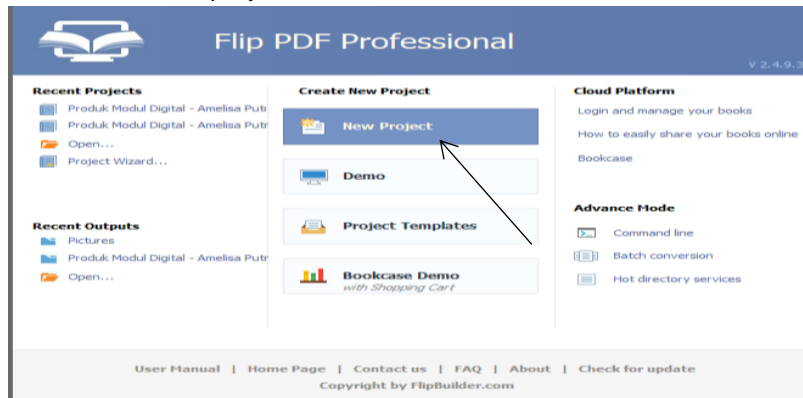 Flip PDF Professional
V 2.4.9.3
Recent Projects
Produk Modul Digital - Amelisa Putr
Produk Modul Digital - Amelisa Putr
Open...
Project Wizard...
Recent Outputs
Pictures
Produk Modul Digital - Amelisa Putr
Open...
Create New Project
New Project
Demo
Project Templates
Bookcase Demo
with Shopping Cart
Cloud Platform
Login and manage your books
How to easily share your books online
Bookcase
Advance Mode
Command line
Batch conversion
Hot directory services
User Manual | Home Page | Contact us | FAQ | About | Check for update
Copyright by FlipBuilder.com